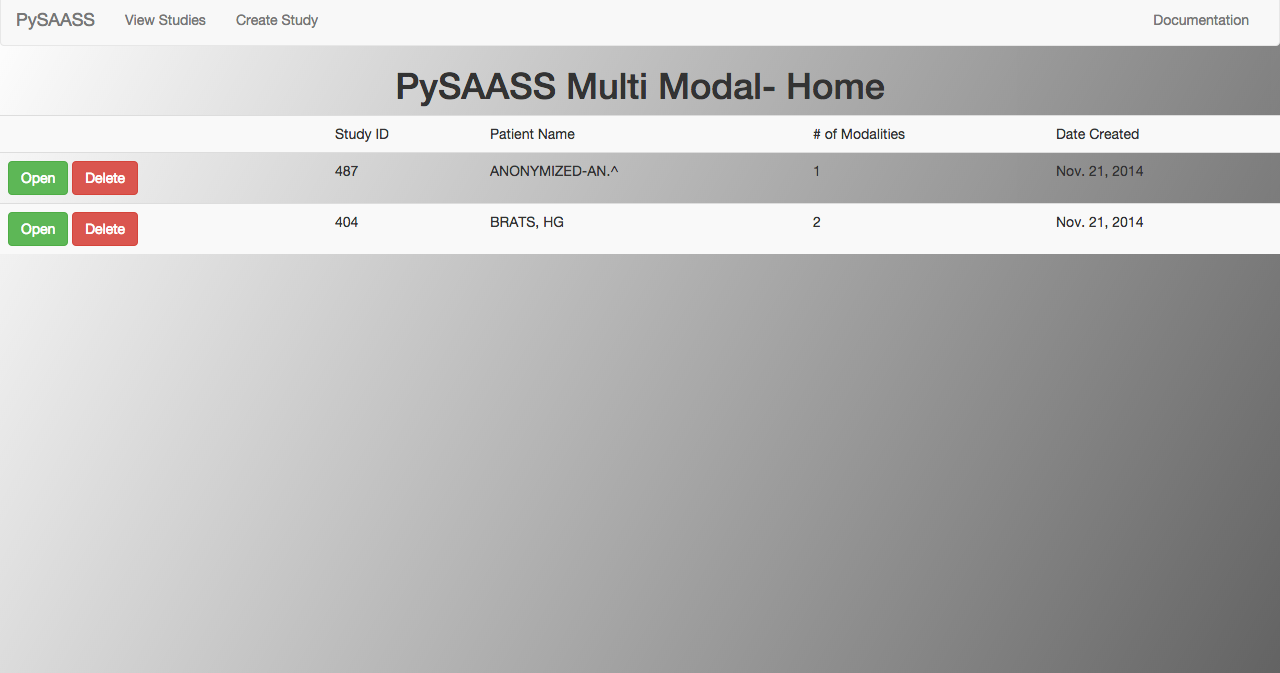 PySAASS View Studies Create Study Documentation
PySAASS Multi Modal- Home
Study ID Patient Name # of Modalities Date Created
Open Delete 487 ANONYMIZED-AN.^ 1 Nov. 21, 2014
Open Delete 404 BRATS, HG 2 Nov. 21, 2014